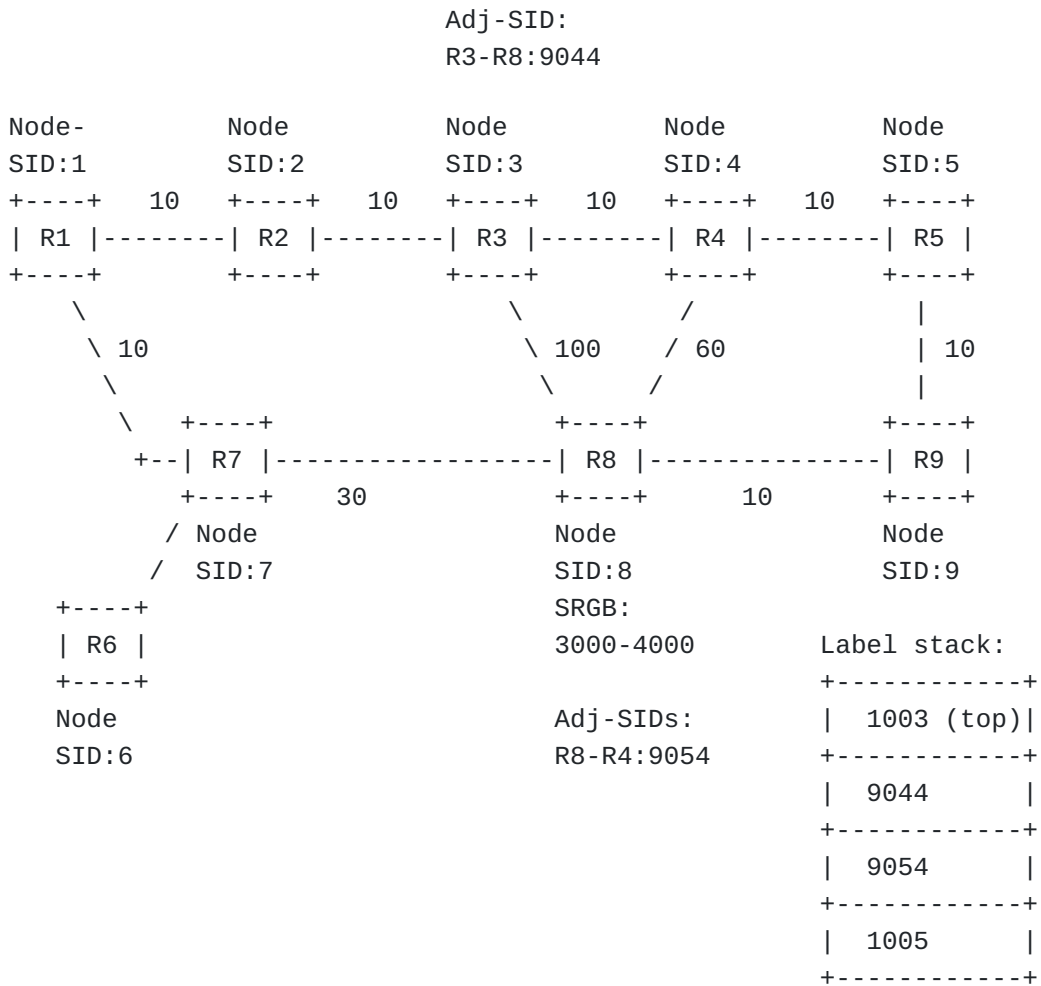 Adj-SID:
                            R3-R8:9044

Node-         Node          Node          Node          Node
SID:1         SID:2         SID:3         SID:4         SID:5
+----+   10   +----+   10   +----+   10   +----+   10   +----+
| R1 |--------| R2 |--------| R3 |--------| R4 |--------| R5 |
+----+        +----+        +----+        +----+        +----+
    \                           \          /              |
     \ 10                        \ 100    / 60            | 10
      \                           \      /                |
       \   +----+                  +----+               +----+
        +--| R7 |------------------| R8 |---------------| R9 |
           +----+    30            +----+      10       +----+
          / Node                   Node                 Node
         /  SID:7                  SID:8                SID:9
   +----+                          SRGB:
   | R6 |                          3000-4000        Label stack:
   +----+                                           +------------+
   Node                            Adj-SIDs:        |  1003 (top)|
   SID:6                           R8-R4:9054       +------------+
                                                    |  9044      |
                                                    +------------+
                                                    |  9054      |
                                                    +------------+
                                                    |  1005      |
                                                    +------------+